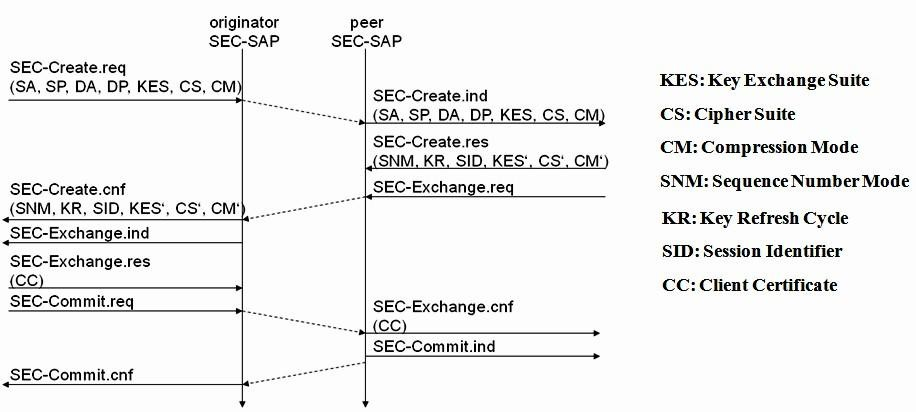 originator
SEC-SAP
peer
SEC-SAP
SEC-Create.req
(SA, SP, DA, DP, KES, CS, CM)
SEC-Create.ind
(SA, SP, DA, DP, KES, CS, CM)
SEC-Create.res
(SNM, KR, SID, KES‘, CS‘, CM‘)
SEC-Create.cnf
(SNM, KR, SID, KES‘, CS‘, CM‘)
SEC-Exchange.req
SEC-Exchange.ind
SEC-Exchange.res
(CC)
SEC-Commit.req
SEC-Exchange.cnf
(CC)
SEC-Commit.ind
SEC-Commit.cnf
KES: Key Exchange Suite
CS: Cipher Suite
CM: Compression Mode
SNM: Sequence Number Mode
KR: Key Refresh Cycle
SID: Session Identifier
CC: Client Certificate